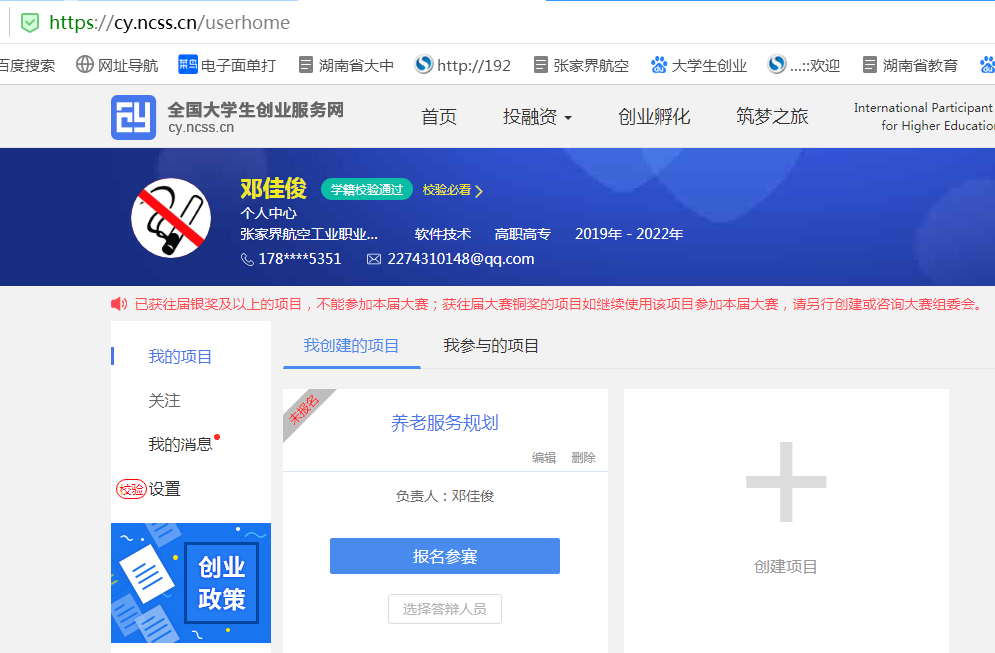 https://cy.ncss.cn/userhome
百度搜索 网址导航 菜鸟 电子面单打 湖南省大中 http://192 张家界航空 大学生创业 ...::欢迎 湖南省教育
全国大学生创业服务网
cy.ncss.cn
首页 投融资 创业孵化 筑梦之旅
International Participant
for Higher Educatio
邓佳俊 学籍校验通过 校验必看
个人中心
张家界航空工业职业... 软件技术 高职高专 2019年 - 2022年
178****5351 2274310148@qq.com
已获往届银奖及以上的项目，不能参加本届大赛；获往届大赛铜奖的项目如继续使用该项目参加本届大赛，请另行创建或咨询大赛组委会。
我的项目
关注
我的消息
校验 设置
创业
政策
我创建的项目 我参与的项目
未报名
养老服务规划
编辑 删除
负责人：邓佳俊
报名参赛
选择答辩人员
创建项目